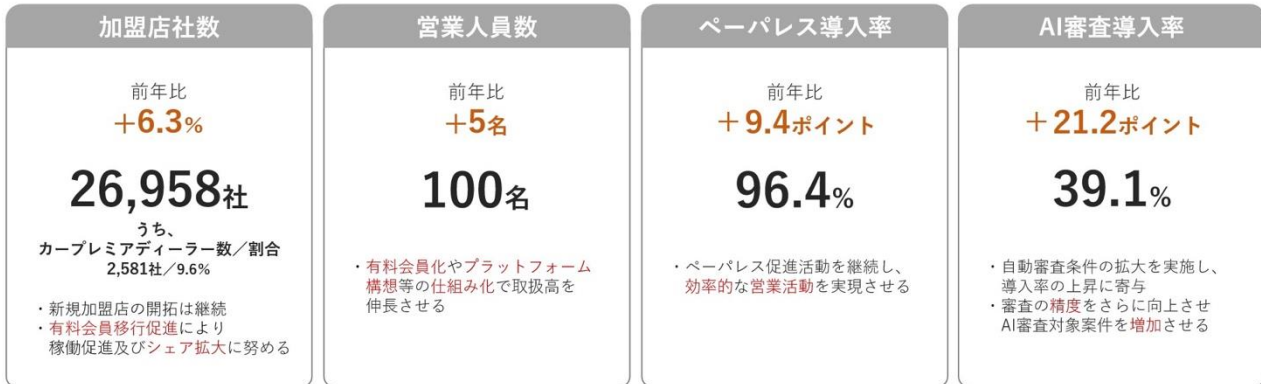 加盟店社数
前年比
＋6.3%
26,958社
うち、
カープレミアディーラー数／割合
2,581社／9.6%
・新規加盟店の開拓は継続
・有料会員移行促進により
稼働促進及びシェア拡大に努める
営業人員数
前年比
＋5名
100名
・有料会員化やプラットフォーム
構想等の仕組み化で取扱高を
伸長させる
ペーパレス導入率
前年比
＋9.4ポイント
96.4%
・ペーパレス促進活動を継続し、
効率的な営業活動を実現させる
AI審査導入率
前年比
＋21.2ポイント
39.1%
・自動審査条件の拡大を実施し、
導入率の上昇に寄与
・審査の精度をさらに向上させ
AI審査対象案件を増加させる